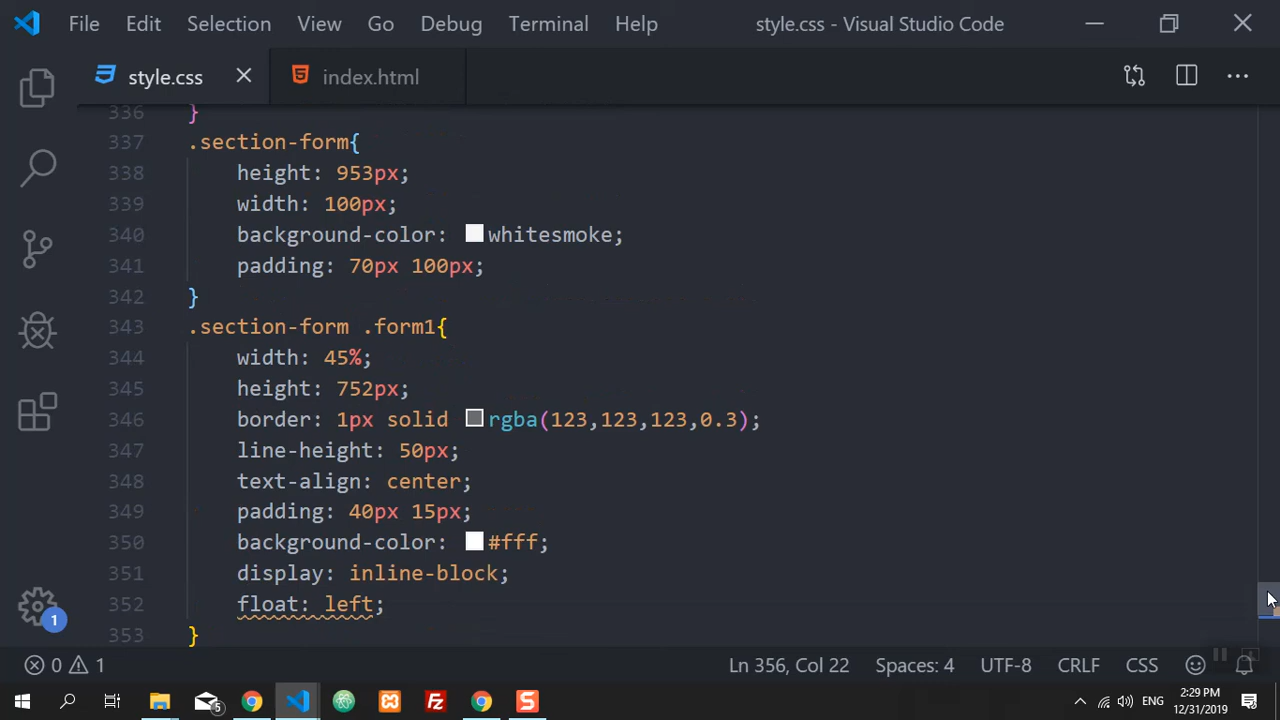 File Edit Selection View Go Debug Terminal Help style.css - Visual Studio Code
style.css index.html
336 }
337 .section-form{
338 height: 953px;
339 width: 100px;
340 background-color: whitesmoke;
341 padding: 70px 100px;
342 }
343 .section-form .form1{
344 width: 45%;
345 height: 752px;
346 border: 1px solid rgba(123,123,123,0.3);
347 line-height: 50px;
348 text-align: center;
349 padding: 40px 15px;
350 background-color: #fff;
351 display: inline-block;
352 float: left;
353 }
1
0 1 Ln 356, Col 22 Spaces: 4 UTF-8 CRLF CSS
5 Fz S ENG 2:29 PM
12/31/2019